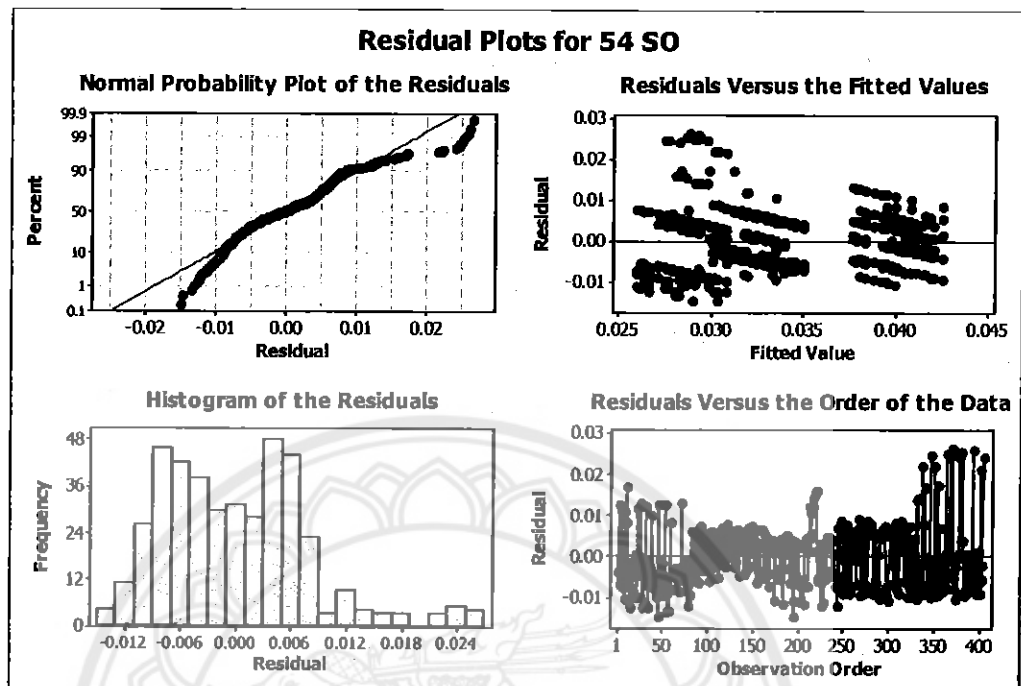 Residual Plots for 54 SO
Normal Probability Plot of the Residuals
99.9
99
90
50
10
1
0.1
Percent
-0.02 -0.01 0.00 0.01 0.02
Residual
Residuals Versus the Fitted Values
0.03
0.02
0.01
0.00
-0.01
Residual
0.025 0.030 0.035 0.040 0.045
Fitted Value
Histogram of the Residuals
48
36
24
12
0
Frequency
-0.012 -0.006 0.000 0.006 0.012 0.018 0.024
Residual
Residuals Versus the Order of the Data
0.03
0.02
0.01
0.00
-0.01
Residual
1 50 100 150 200 250 300 350 400
Observation Order